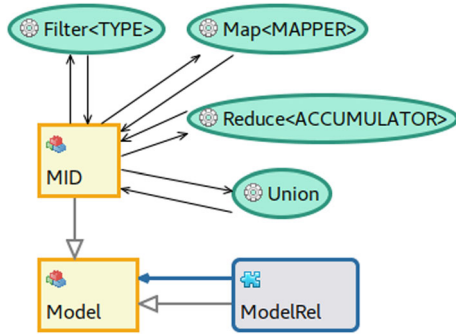 Filter<TYPE>
Map<MAPPER>
Reduce<ACCUMULATOR>
MID
Union
Model
ModelRel